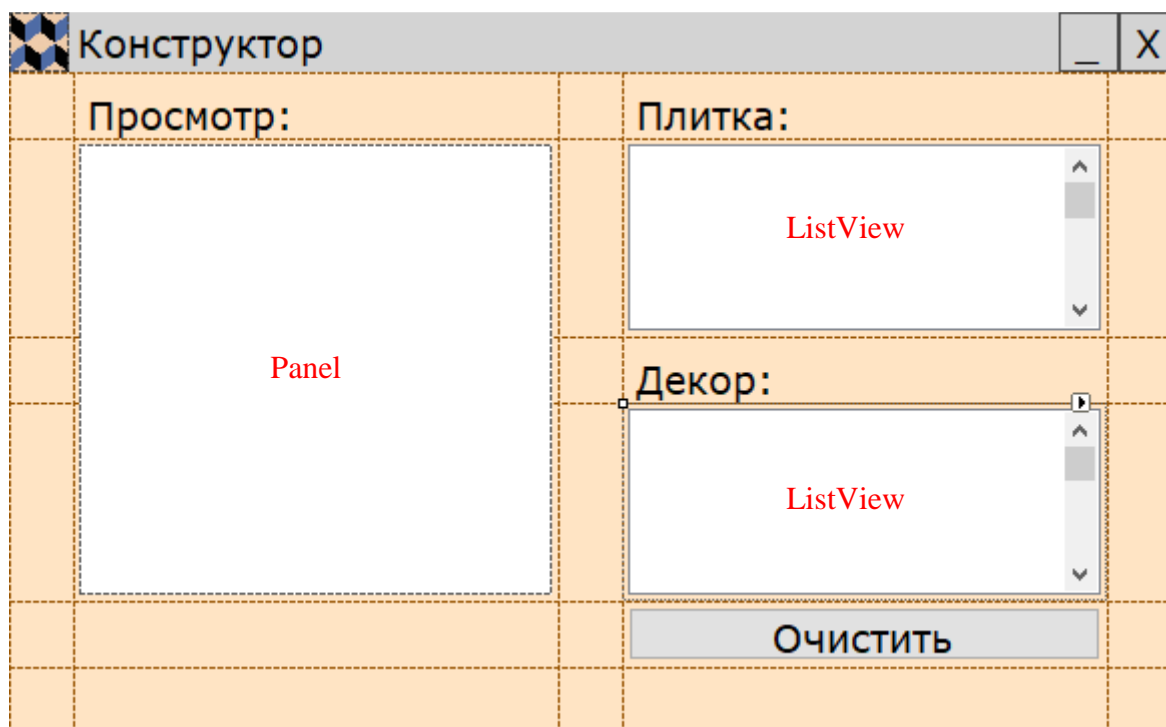 Конструктор
_ X
Просмотр:
Плитка:
ListView
Panel
Декор:
ListView
Очистить